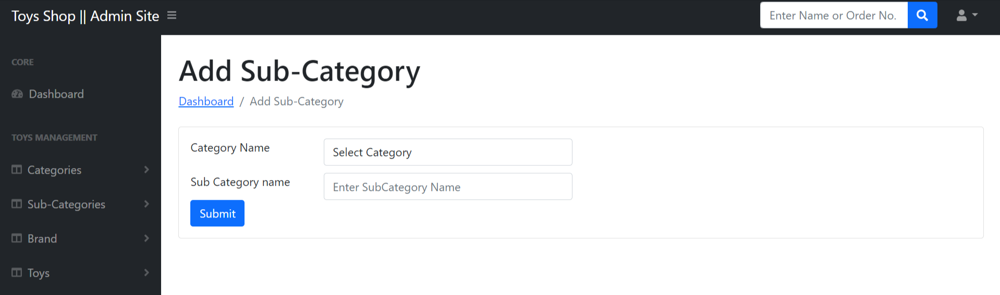 Toys Shop || Admin Site
Enter Name or Order No.
CORE
Dashboard
TOYS MANAGEMENT
Categories
Sub-Categories
Brand
Toys
Add Sub-Category
Dashboard / Add Sub-Category
Category Name
Select Category
Sub Category name
Enter SubCategory Name
Submit